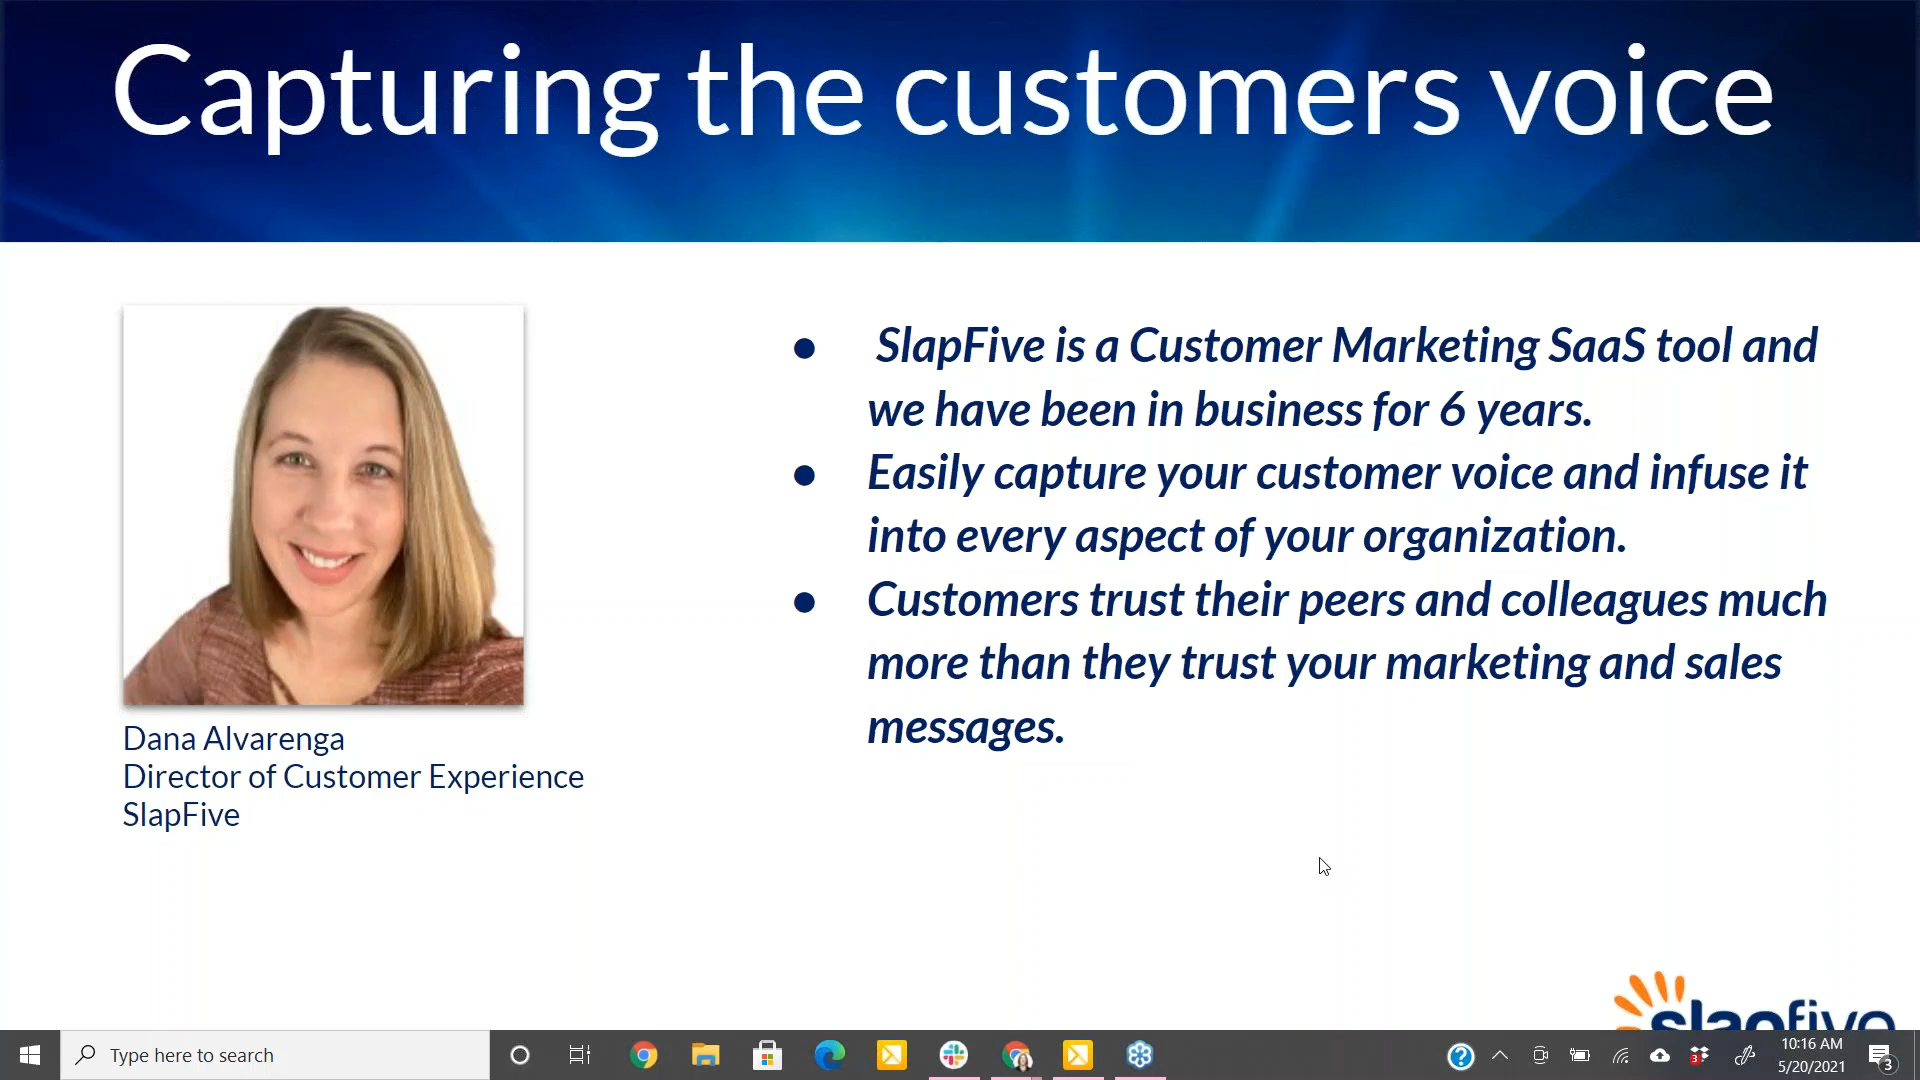 Capturing the customers voice
● SlapFive is a Customer Marketing SaaS tool and
we have been in business for 6 years.
● Easily capture your customer voice and infuse it
into every aspect of your organization.
● Customers trust their peers and colleagues much
more than they trust your marketing and sales
messages.
Dana Alvarenga
Director of Customer Experience
SlapFive
slapfive
Type here to search
3
10:16 AM
5/20/2021
3